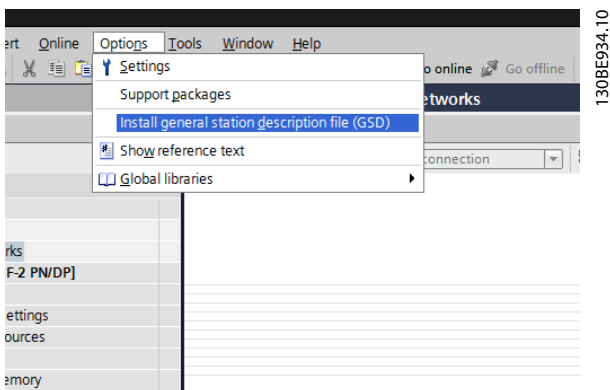 ert Online Options Tools Window Help
Settings
o online Go offline
Support packages
etworks
Install general station description file (GSD)
Show reference text
connection
Global libraries
rks
F-2 PN/DP]
ettings
ources
emory
130BE934.10